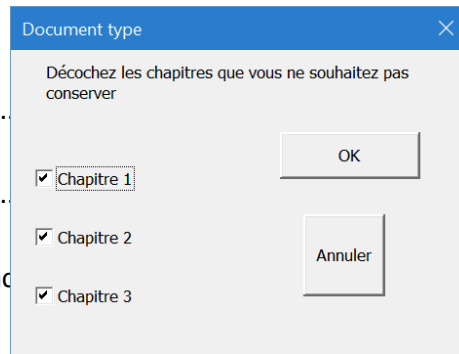 Document type
Décochez les chapitres que vous ne souhaitez pas
conserver
OK
Chapitre 1
Chapitre 2
Annuler
Chapitre 3